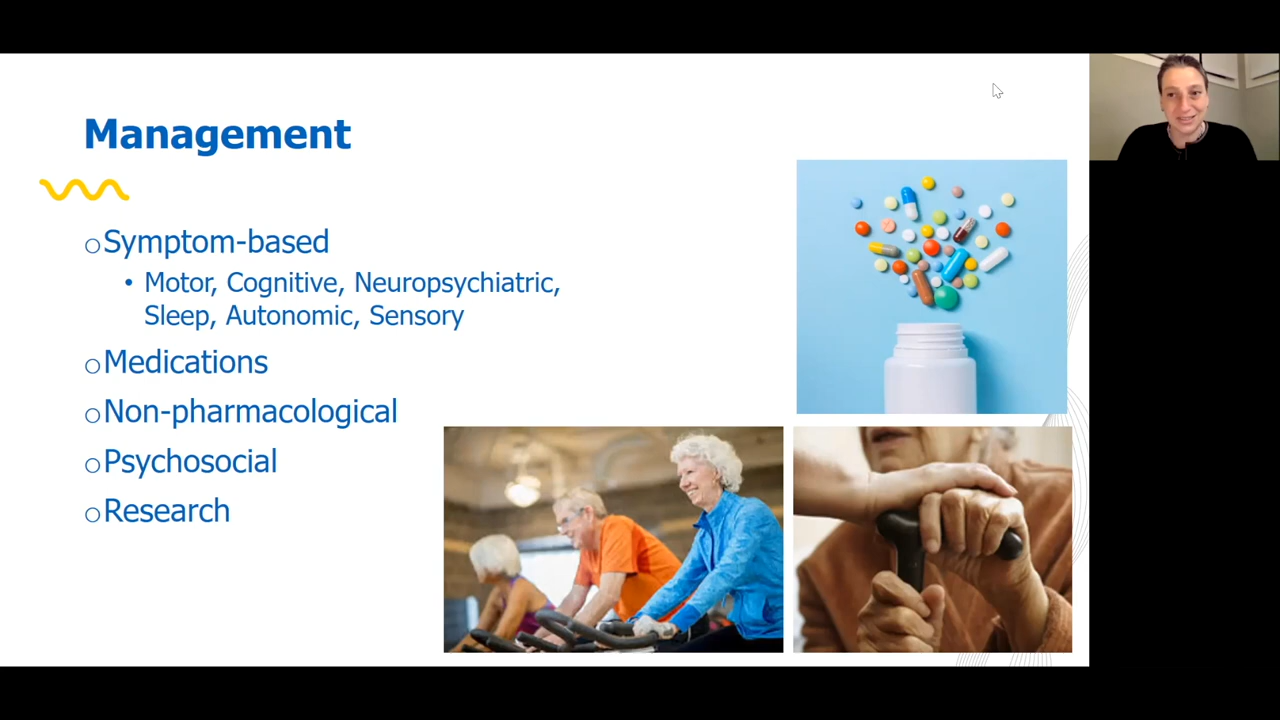 Management
Symptom-based
Motor, Cognitive, Neuropsychiatric,
Sleep, Autonomic, Sensory
Medications
Non-pharmacological
Psychosocial
Research